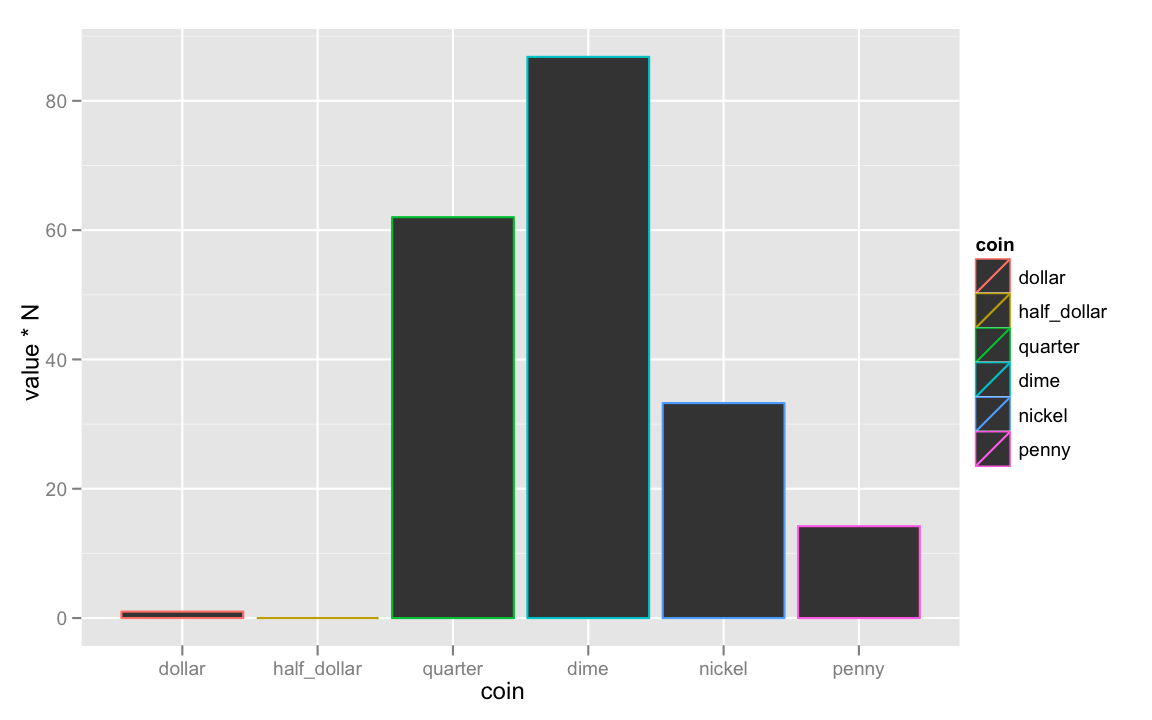 80
60
40
20
0
value * N
dollar half_dollar quarter dime nickel penny
coin
coin
dollar
half_dollar
quarter
dime
nickel
penny